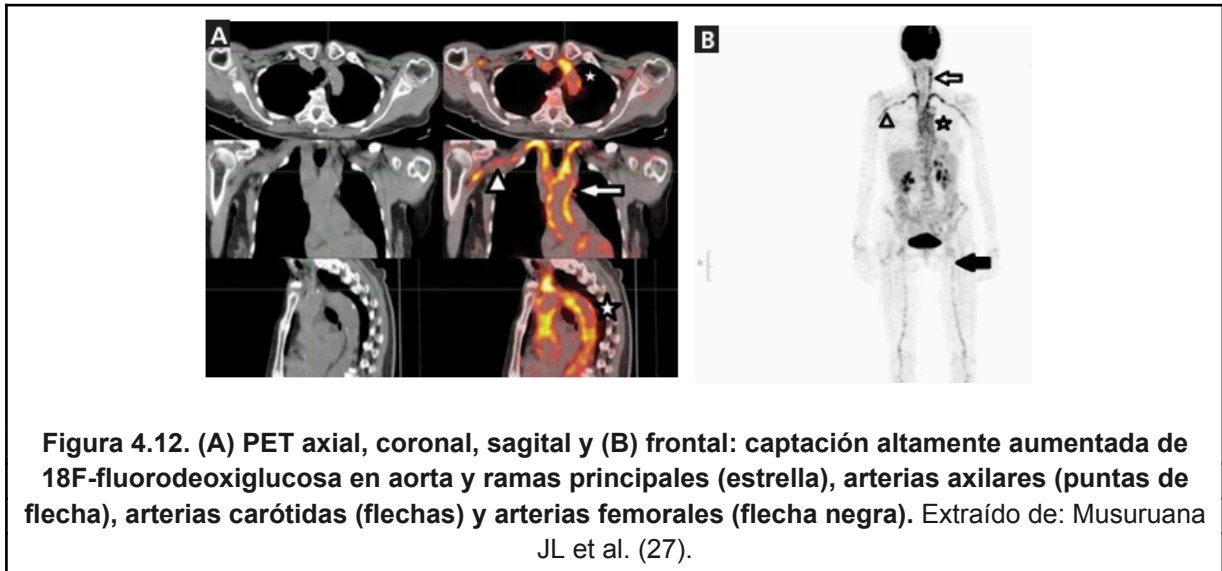 A
B
Figura 4.12. (A) PET axial, coronal, sagital y (B) frontal: captación altamente aumentada de
18F-fluorodeoxiglucosa en aorta y ramas principales (estrella), arterias axilares (puntas de
flecha), arterias carótidas (flechas) y arterias femorales (flecha negra). Extraído de: Musuruana
JL et al. (27).